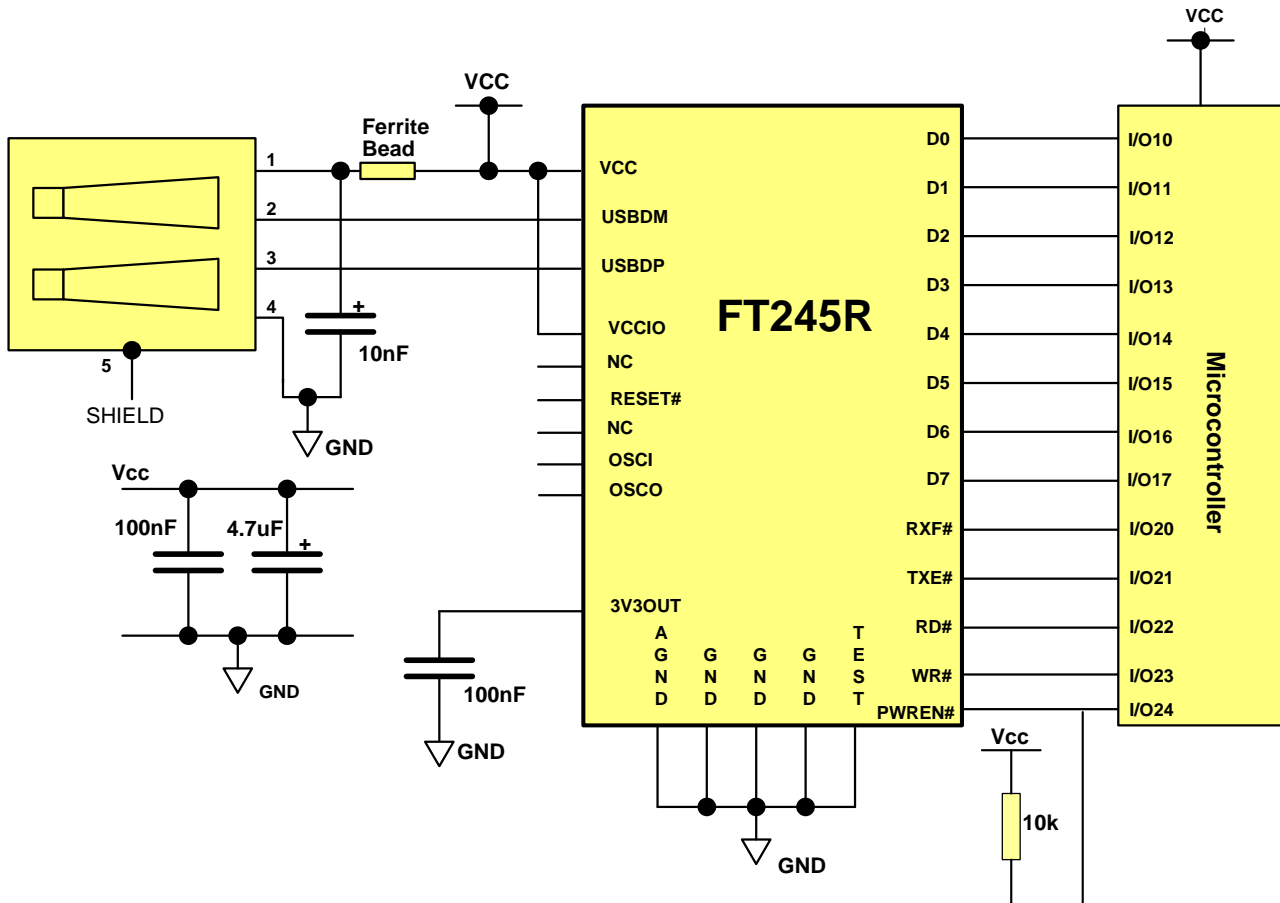 VCC
VCC
Ferrite
Bead
1
2
3
4
5
SHIELD
+
10nF
GND
Vcc
100nF
4.7uF
+
GND
VCC
USBDM
USBDP
VCCIO
NC
RESET#
NC
OSCI
OSCO
3V3OUT
100nF
GND
FT245R
AGND
GND
GND
GND
TEST
GND
D0
D1
D2
D3
D4
D5
D6
D7
RXF#
TXE#
RD#
WR#
PWREN#
I/O10
I/O11
I/O12
I/O13
I/O14
I/O15
I/O16
I/O17
I/O20
I/O21
I/O22
I/O23
I/O24
Microcontroller
Vcc
10k